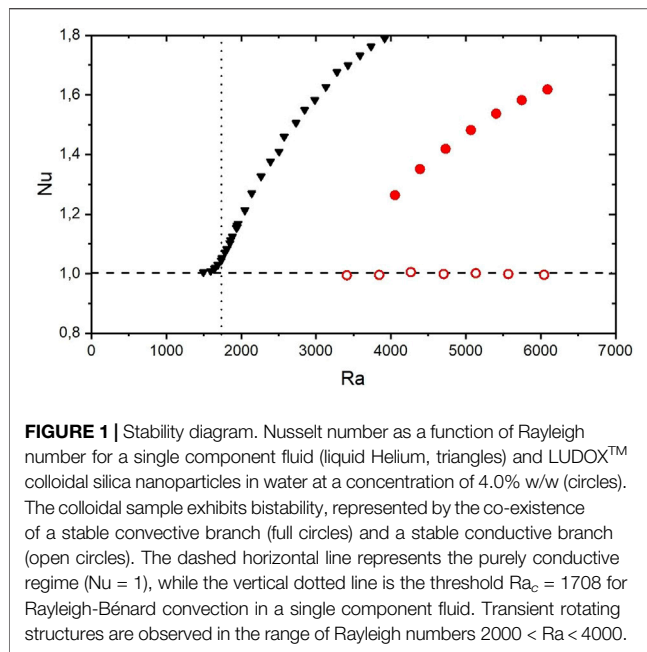 1,8
1,6
1,4
1,2
1,0
0,8
Nu
0 1000 2000 3000 4000 5000 6000 7000
Ra
FIGURE 1 | Stability diagram. Nusselt number as a function of Rayleigh
number for a single component fluid (liquid Helium, triangles) and LUDOX™
colloidal silica nanoparticles in water at a concentration of 4.0% w/w (circles).
The colloidal sample exhibits bistability, represented by the co-existence
of a stable convective branch (full circles) and a stable conductive branch
(open circles). The dashed horizontal line represents the purely conductive
regime (Nu = 1), while the vertical dotted line is the threshold Rac = 1708 for
Rayleigh-Bénard convection in a single component fluid. Transient rotating
structures are observed in the range of Rayleigh numbers 2000 < Ra < 4000.